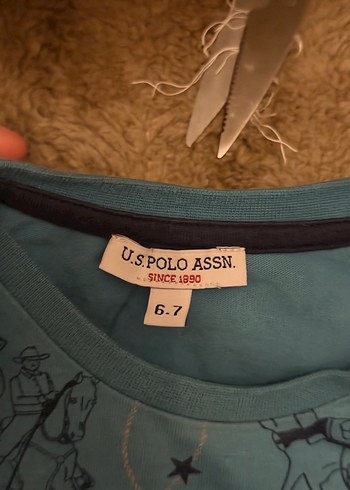 U.S. POLO ASSN.
SINCE 1890
6-7